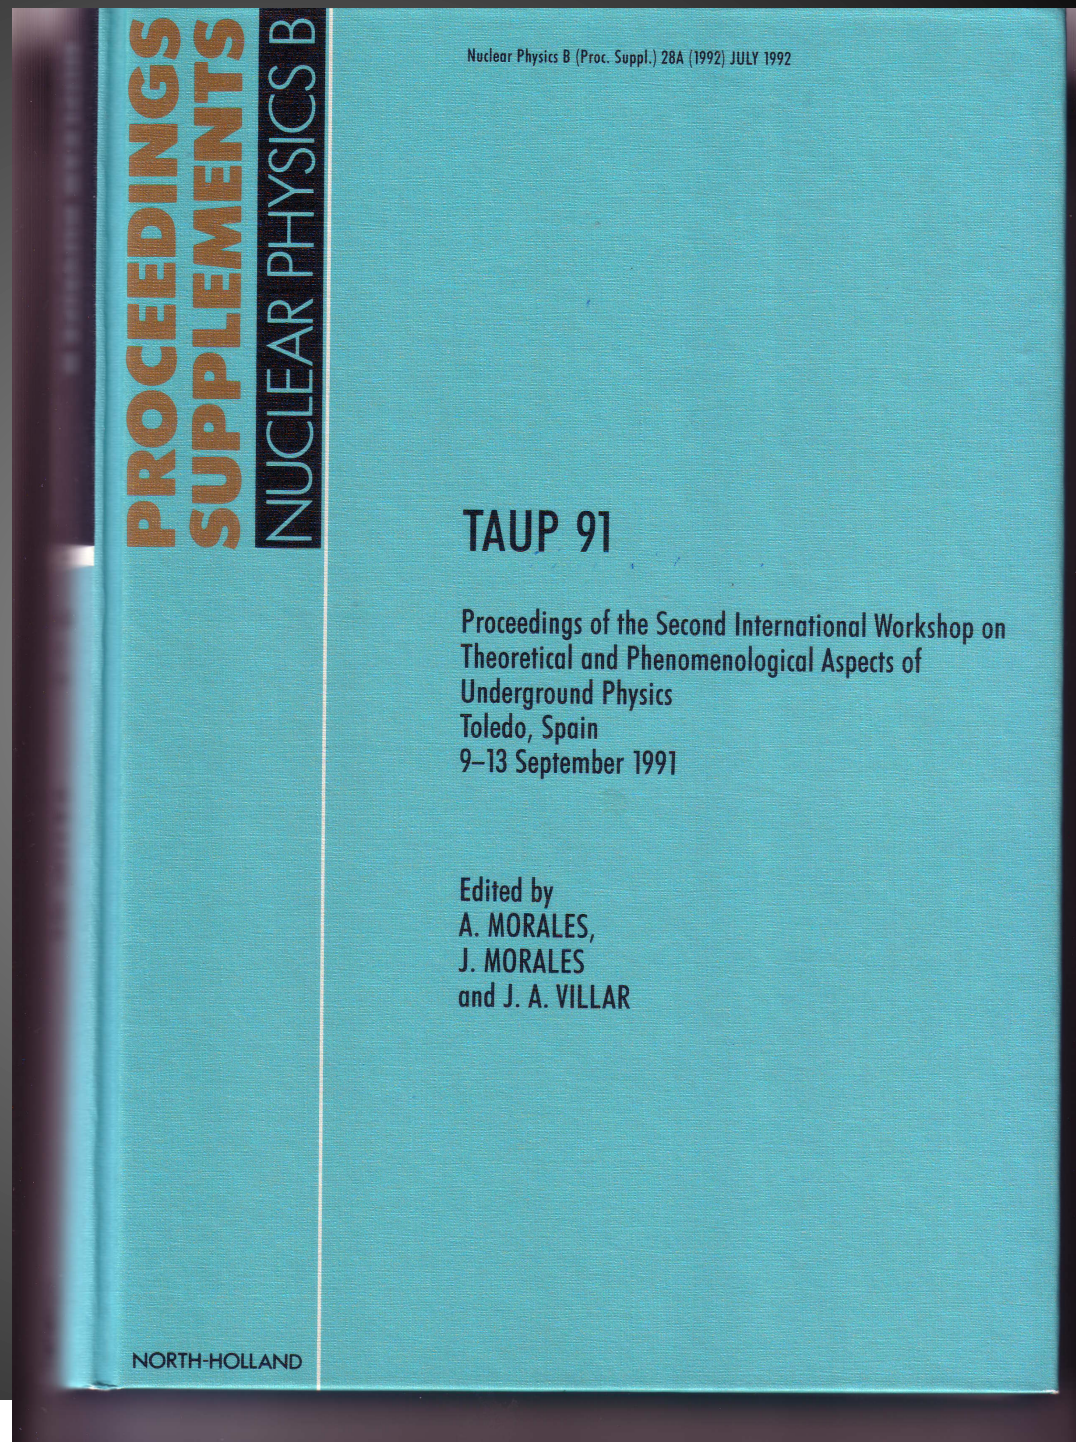 PROCEEDINGS
SUPPLEMENTS
NUCLEAR PHYSICS B
Nuclear Physics B (Proc. Suppl.) 28A (1992) JULY 1992
TAUP 91
Proceedings of the Second International Workshop on
Theoretical and Phenomenological Aspects of
Underground Physics
Toledo, Spain
9–13 September 1991
Edited by
A. MORALES,
J. MORALES
and J. A. VILLAR
NORTH-HOLLAND